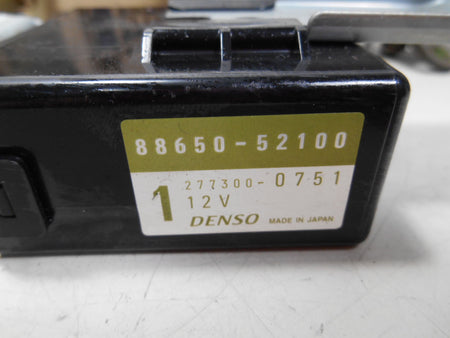 88650-52100
1 277300-0751
12V
DENSO MADE IN JAPAN